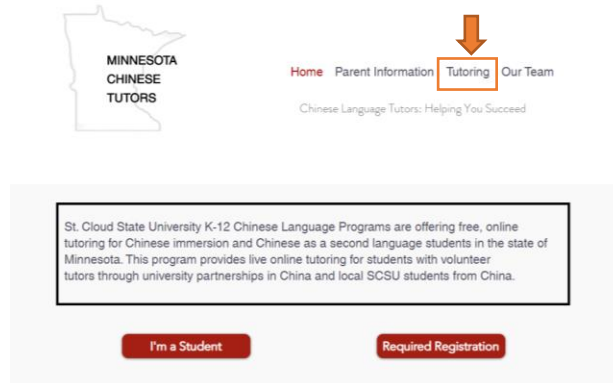 MINNESOTA
CHINESE
TUTORS
Home Parent Information Tutoring Our Team
Chinese Language Tutors: Helping You Succeed
St. Cloud State University K-12 Chinese Language Programs are offering free, online
tutoring for Chinese immersion and Chinese as a second language students in the state of
Minnesota. This program provides live online tutoring for students with volunteer
tutors through university partnerships in China and local SCSU students from China.
I'm a Student
Required Registration